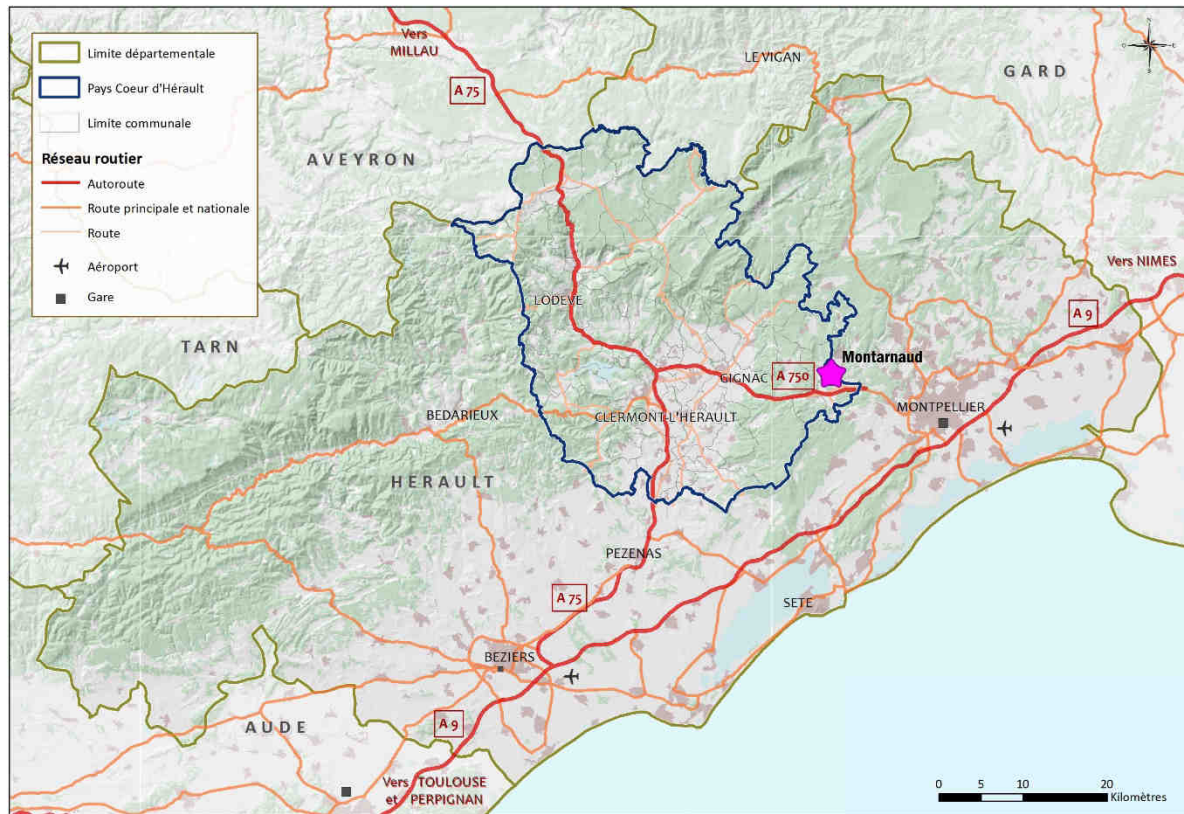 Limite départementale
Pays Coeur d'Hérault
Limite communale
Réseau routier
Autoroute
Route principale et nationale
Route
Aéroport
Gare
Vers
MILLAU
A 75
LE VIGAN
GARD
AVEYRON
Vers NIMES
A 9
LODEVE
TARN
Montarnaud
GIGNAC
A 750
MONTPELLIER
BEDARIEUX
CLERMONT-L'HERAULT
HERAULT
PEZENAS
A 75
SETE
BEZIERS
AUDE
A 9
Vers TOULOUSE
et PERPIGNAN
0 5 10 20
Kilomètres